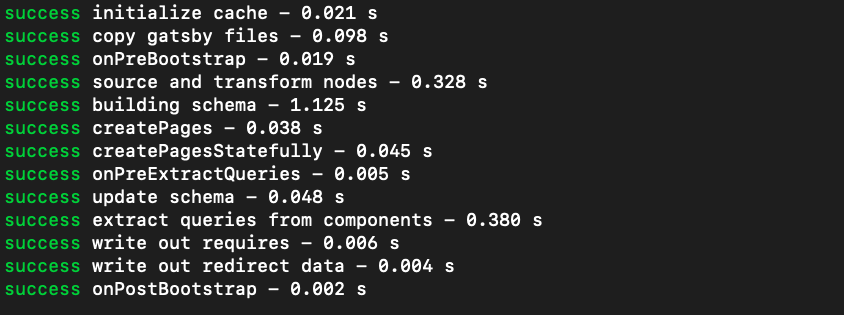 success initialize cache — 0.021 s
success copy gatsby files — 0.098 s
success onPreBootstrap — 0.019 s
success source and transform nodes — 0.328 s
success building schema — 1.125 s
success createPages — 0.038 s
success createPagesStatefully — 0.045 s
success onPreExtractQueries — 0.005 s
success update schema — 0.048 s
success extract queries from components — 0.380 s
success write out requires — 0.006 s
success write out redirect data — 0.004 s
success onPostBootstrap — 0.002 s